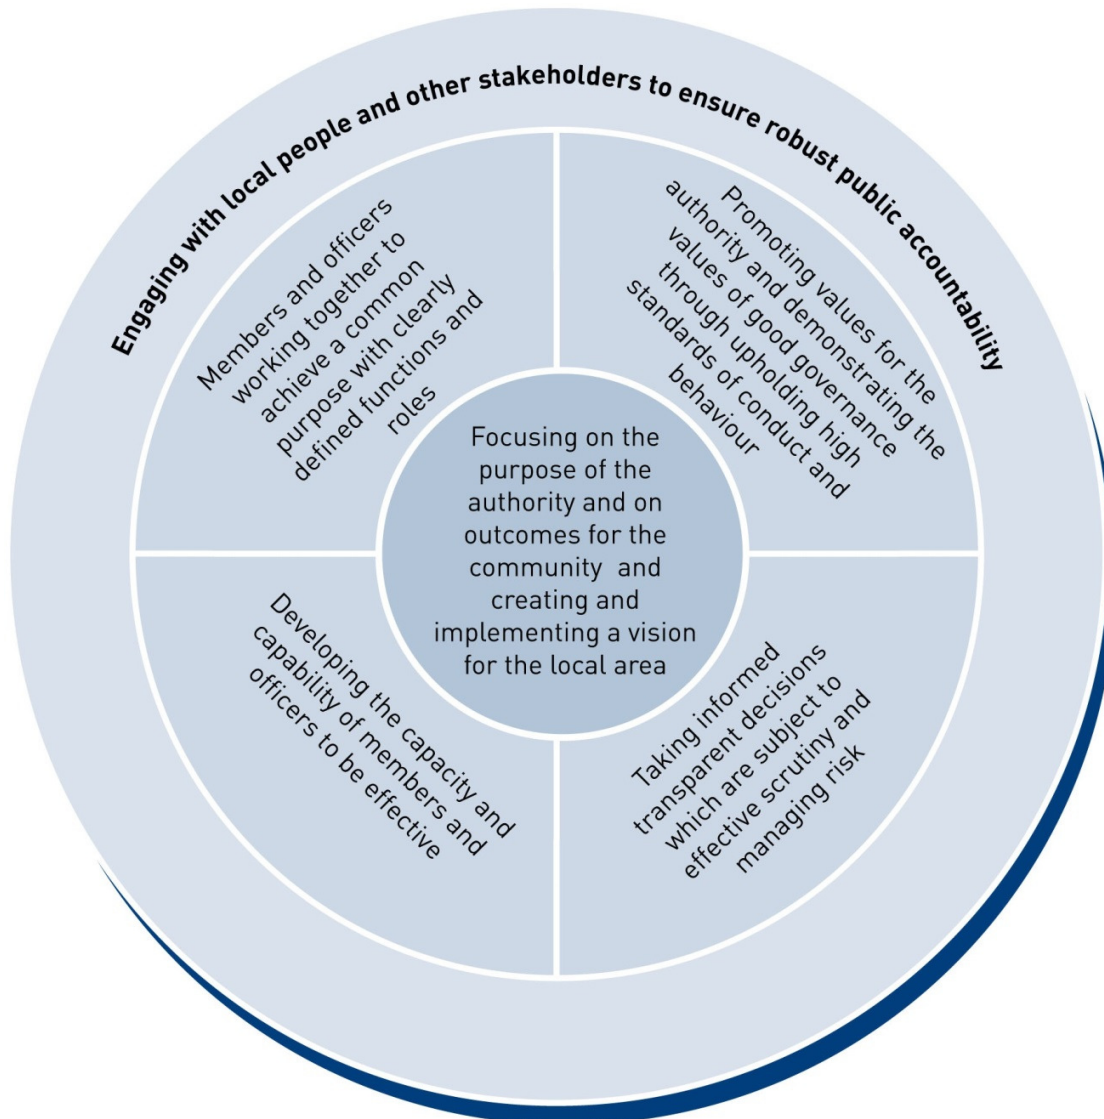 Engaging with local people and other stakeholders to ensure robust public accountability
Members and officers
working together to
achieve a common
purpose with clearly
defined functions and
roles
Promoting values for the
authority and demonstrating the
values of good governance
through upholding high
standards of conduct and
behaviour
Focusing on the
purpose of the
authority and on
outcomes for the
community and
creating and
implementing a vision
for the local area
Developing the capacity and
capability of members and
officers to be effective
Taking informed
transparent decisions
which are subject to
effective scrutiny and
managing risk